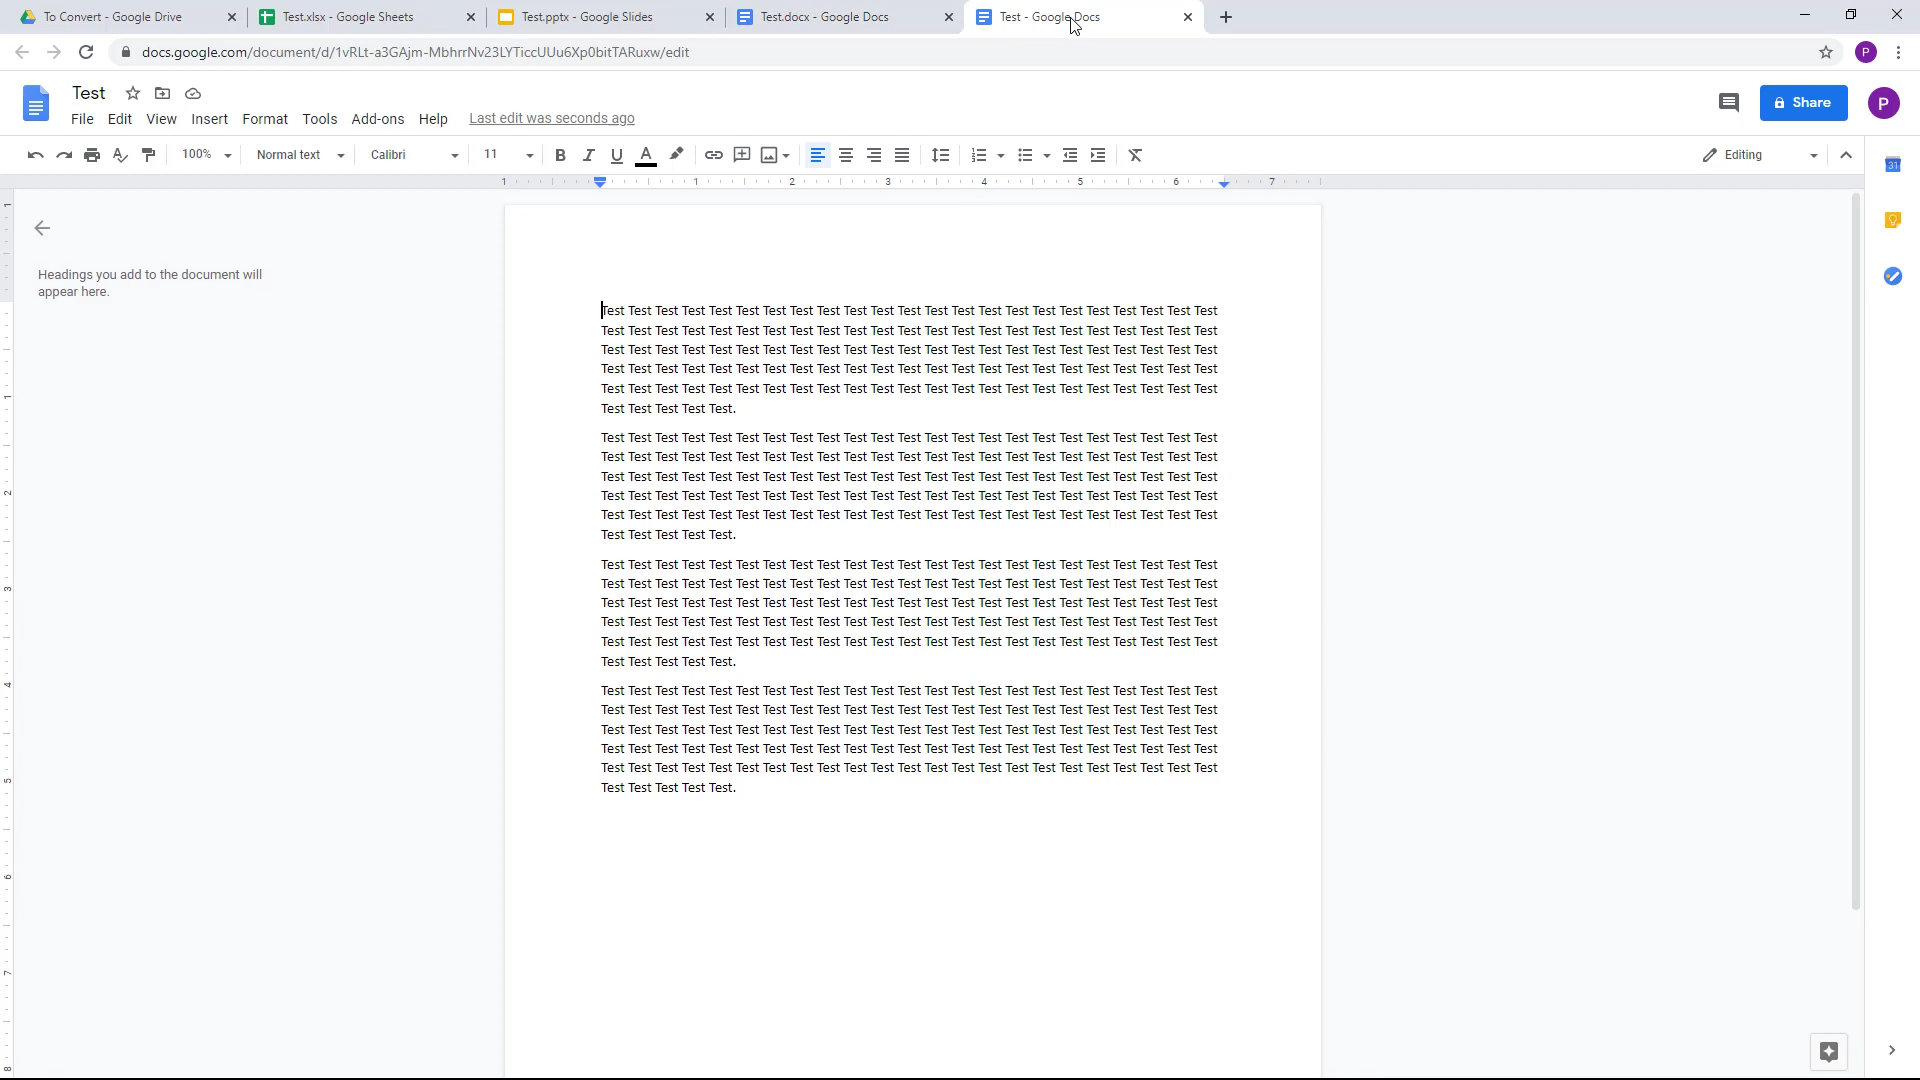 To Convert - Google Drive
Test.xlsx - Google Sheets
Test.pptx - Google Slides
Test.docx - Google Docs
Test - Google Docs
docs.google.com/document/d/1vRLt-a3GAjm-MbhrrNv23LYTiccUUu6Xp0bitTARuxw/edit
P
Test
File Edit View Insert Format Tools Add-ons Help Last edit was seconds ago
Share
P
100% Normal text Calibri 11 B I U A Editing
31
1 1 2 3 4 5 6 7
Headings you add to the document will
appear here.
Test Test Test Test Test Test Test Test Test Test Test Test Test Test Test Test Test Test Test Test Test Test Test
Test Test Test Test Test Test Test Test Test Test Test Test Test Test Test Test Test Test Test Test Test Test Test
Test Test Test Test Test Test Test Test Test Test Test Test Test Test Test Test Test Test Test Test Test Test Test
Test Test Test Test Test Test Test Test Test Test Test Test Test Test Test Test Test Test Test Test Test Test Test
Test Test Test Test Test Test Test Test Test Test Test Test Test Test Test Test Test Test Test Test Test Test Test
Test Test Test Test Test.
Test Test Test Test Test Test Test Test Test Test Test Test Test Test Test Test Test Test Test Test Test Test Test
Test Test Test Test Test Test Test Test Test Test Test Test Test Test Test Test Test Test Test Test Test Test Test
Test Test Test Test Test Test Test Test Test Test Test Test Test Test Test Test Test Test Test Test Test Test Test
Test Test Test Test Test Test Test Test Test Test Test Test Test Test Test Test Test Test Test Test Test Test Test
Test Test Test Test Test Test Test Test Test Test Test Test Test Test Test Test Test Test Test Test Test Test Test
Test Test Test Test Test.
Test Test Test Test Test Test Test Test Test Test Test Test Test Test Test Test Test Test Test Test Test Test Test
Test Test Test Test Test Test Test Test Test Test Test Test Test Test Test Test Test Test Test Test Test Test Test
Test Test Test Test Test Test Test Test Test Test Test Test Test Test Test Test Test Test Test Test Test Test Test
Test Test Test Test Test Test Test Test Test Test Test Test Test Test Test Test Test Test Test Test Test Test Test
Test Test Test Test Test Test Test Test Test Test Test Test Test Test Test Test Test Test Test Test Test Test Test
Test Test Test Test Test.
Test Test Test Test Test Test Test Test Test Test Test Test Test Test Test Test Test Test Test Test Test Test Test
Test Test Test Test Test Test Test Test Test Test Test Test Test Test Test Test Test Test Test Test Test Test Test
Test Test Test Test Test Test Test Test Test Test Test Test Test Test Test Test Test Test Test Test Test Test Test
Test Test Test Test Test Test Test Test Test Test Test Test Test Test Test Test Test Test Test Test Test Test Test
Test Test Test Test Test Test Test Test Test Test Test Test Test Test Test Test Test Test Test Test Test Test Test
Test Test Test Test Test.
1
1
2
3
4
5
6
7
8